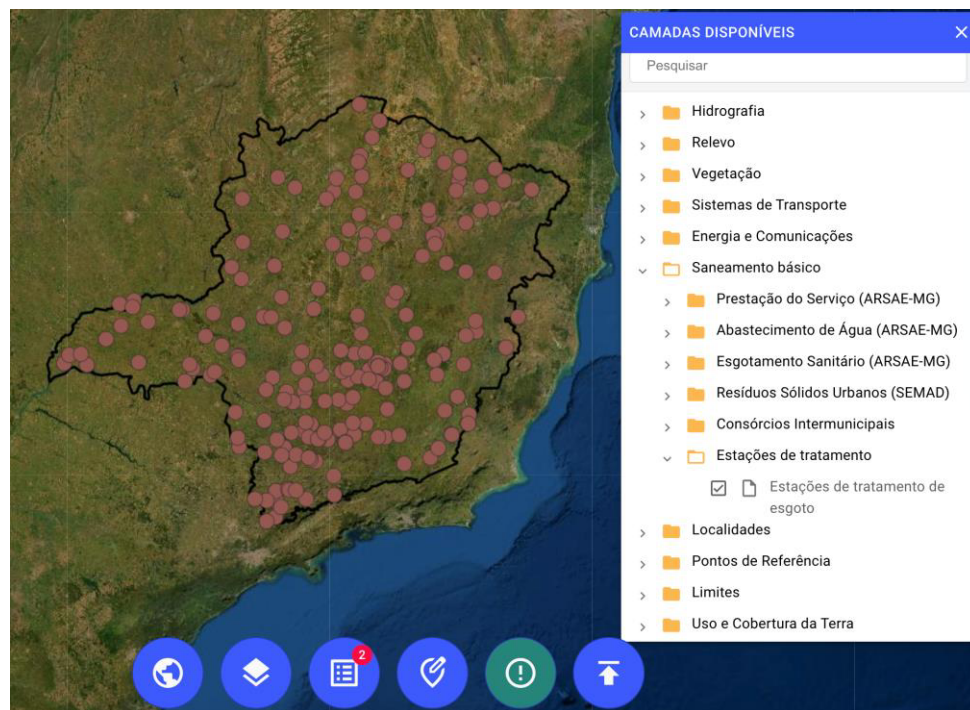 CAMADAS DISPONÍVEIS
Pesquisar
Hidrografia
Relevo
Vegetação
Sistemas de Transporte
Energia e Comunicações
Saneamento básico
Prestação do Serviço (ARSAE-MG)
Abastecimento de Água (ARSAE-MG)
Esgotamento Sanitário (ARSAE-MG)
Resíduos Sólidos Urbanos (SEMAD)
Consórcios Intermunicipais
Estações de tratamento
Estações de tratamento de
esgoto
Localidades
Pontos de Referência
Limites
Uso e Cobertura da Terra
2